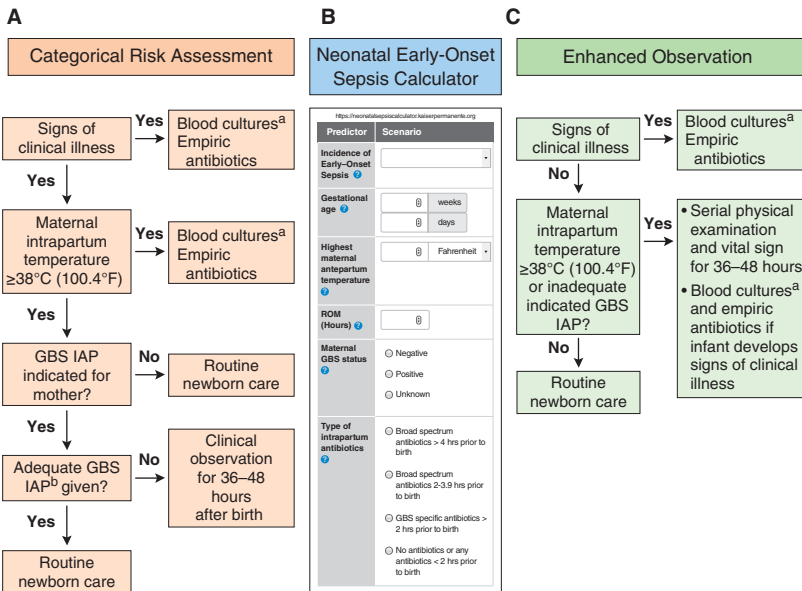 A
Categorical Risk Assessment
Signs of
clinical illness
Yes
Blood culturesa
Empiric
antibiotics
Yes
Maternal
intrapartum
temperature
≥38°C (100.4°F)
Yes
Blood culturesa
Empiric
antibiotics
Yes
GBS IAP
indicated for
mother?
No
Routine
newborn care
Yes
Adequate GBS
IAPb given?
No
Clinical
observation
for 36–48
hours
after birth
Yes
Routine
newborn care
B
Neonatal Early-Onset
Sepsis Calculator
https://neonatalsepsiscalculator.kaiserpermanente.org
Predictor Scenario
Incidence of
Early–Onset
Sepsis ?
Gestational
age ?
weeks
days
Highest
maternal
antepartum
temperature
?
Fahrenheit
ROM
(Hours) ?
Maternal
GBS status
?
Negative
Positive
Unknown
Type of
intrapartum
antibiotics
?
Broad spectrum
antibiotics > 4 hrs prior to
birth
Broad spectrum
antibiotics 2-3.9 hrs prior
to birth
GBS specific antibiotics >
2 hrs prior to birth
No antibiotics or any
antibiotics < 2 hrs prior
to birth
C
Enhanced Observation
Signs of
clinical illness
Yes
Blood culturesa
Empiric
antibiotics
No
Maternal
intrapartum
temperature
≥38°C (100.4°F)
or inadequate
indicated GBS
IAP?
Yes
• Serial physical
examination
and vital sign
for 36–48 hours
• Blood culturesa
and empiric
antibiotics if
infant develops
signs of clinical
illness
No
Routine
newborn care